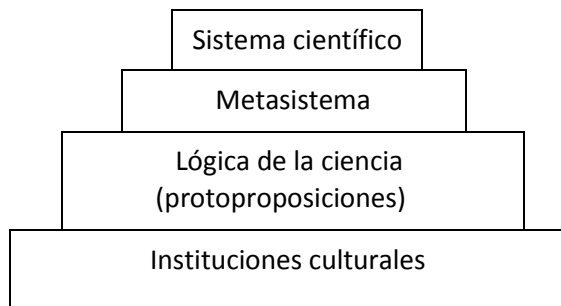 Sistema científico
Metasistema
Lógica de la ciencia
(protoproposiciones)
Instituciones culturales